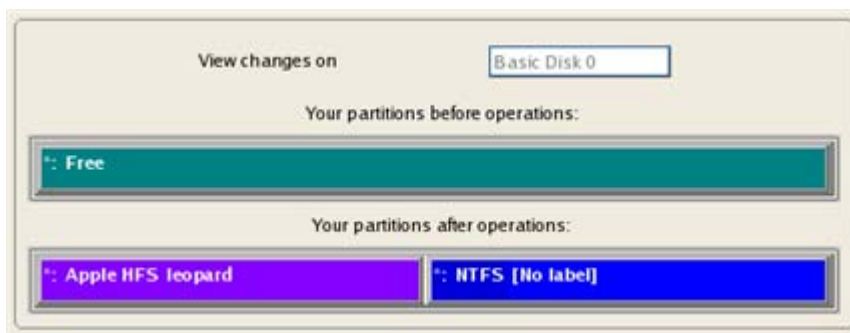 View changes on
Basic Disk 0
Your partitions before operations:
*: Free
Your partitions after operations:
*: Apple HFS leopard
*: NTFS [No label]